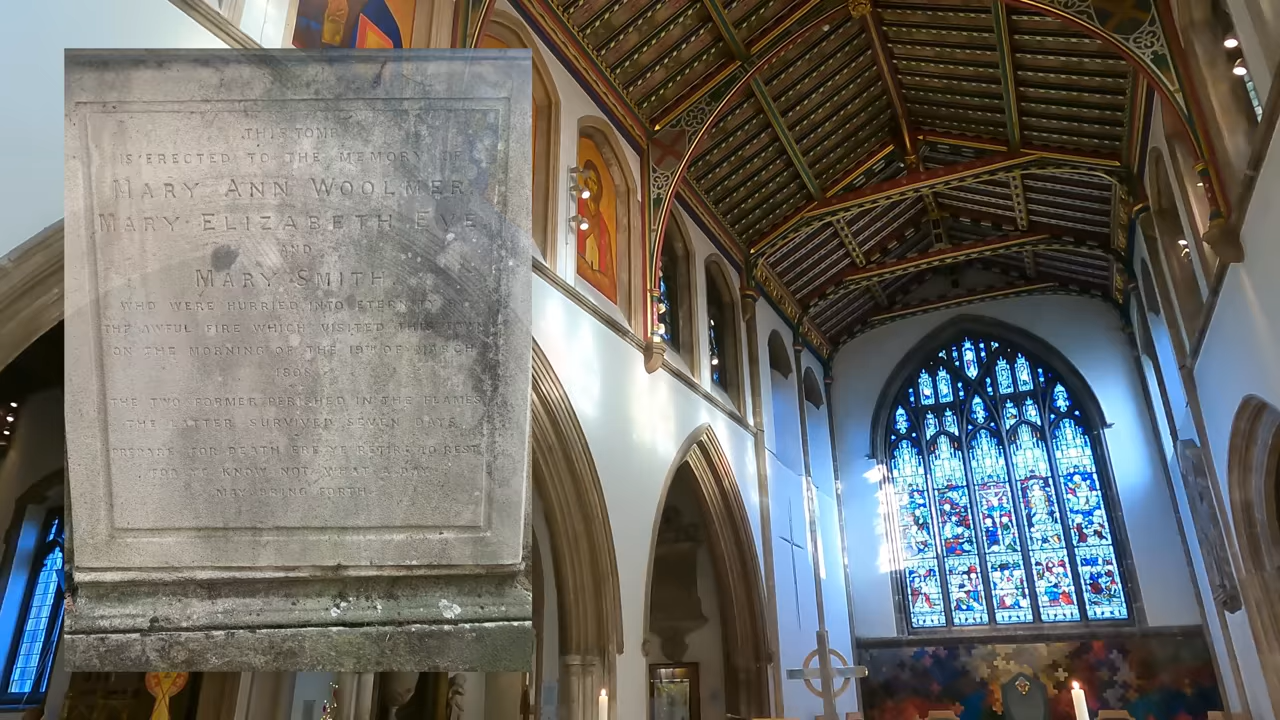 THIS TOMB
IS ERECTED TO THE MEMORY OF
MARY ANN WOOLMER
MARY ELIZABETH EVE
AND
MARY SMITH.
WHO WERE HURRIED INTO ETERNITY BY
THE AWFUL FIRE WHICH VISITED THIS TOWN
ON THE MORNING OF THE 19TH OF MARCH
1808.
THE TWO FORMER PERISHED IN THE FLAMES
THE LATTER SURVIVED SEVEN DAYS.
PREPARE FOR DEATH ERE YE RETIRE TO REST
FOR YE KNOW NOT WHAT A DAY
MAY BRING FORTH.